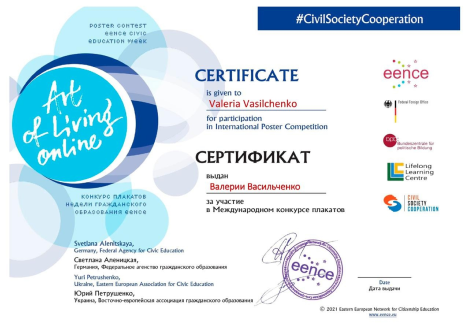 #CivilSocietyCooperation
POSTER CONTEST
EENCE CIVIC
EDUCATION WEEK
Art
of Living
online
КОНКУРС ПЛАКАТОВ
НЕДЕЛИ ГРАЖДАНСКОГО
ОБРАЗОВАНИЯ EENCE
CERTIFICATE
is given to
Valeria Vasilchenko
for participation
in International Poster Competition
СЕРТИФИКАТ
выдан
Валерии Васильченко
за участие
в Международном конкурсе плакатов
eence
Federal Foreign Office
bpb
Bundeszentrale für
politische Bildung
Lifelong
Learning
Centre
CIVIL
SOCIETY
COOPERATION
Svetlana Alenitskaya,
Germany, Federal Agency for Civic Education
Светлана Аленицкая,
Германия, Федеральное агентство гражданского образования
Yuri Petrushenko,
Ukraine, Eastern European Association for Civic Education
Юрий Петрушенко,
Украина, Восточно-европейская ассоциация гражданского образования
eence
Date
Дата выдачи
© 2021 Eastern European Network for Citizenship Education
www.eence.eu